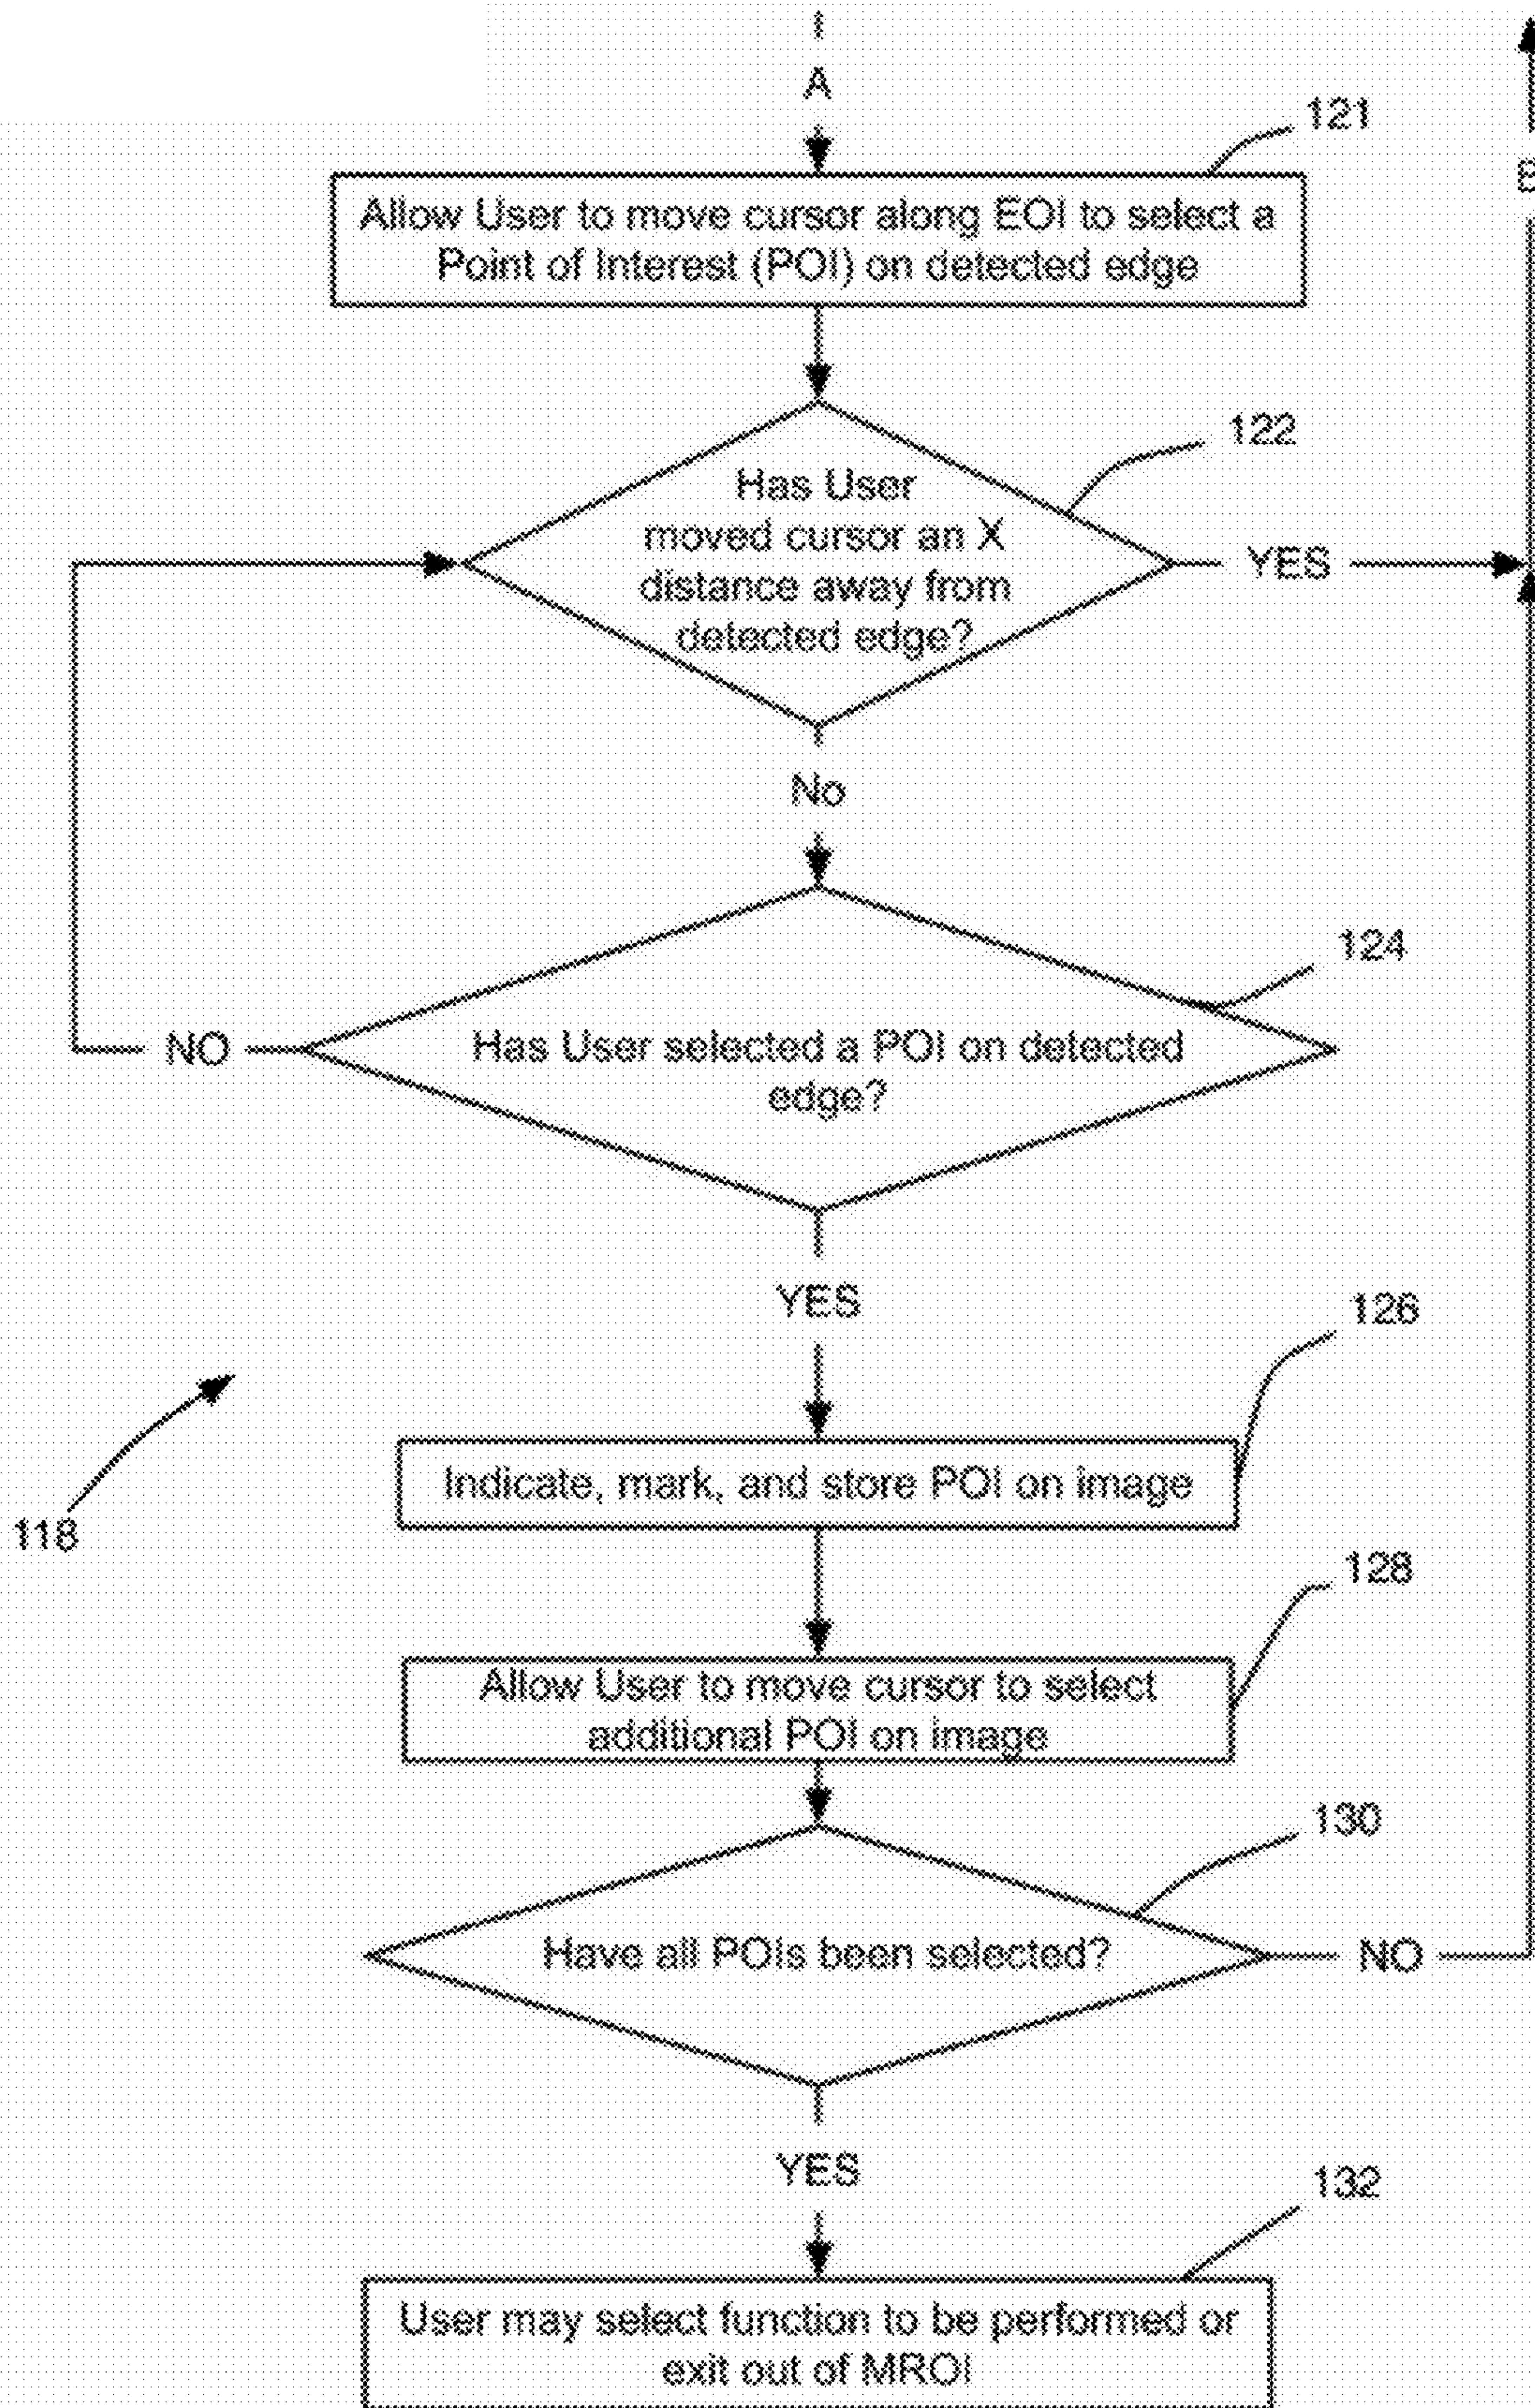 A
121
Allow User to move cursor along EOI to select a
Point of Interest (POI) on detected edge
122
Has User
moved cursor an X
distance away from
detected edge?
YES
No
124
NO
Has User selected a POI on detected
edge?
YES
126
Indicate, mark, and store POI on image
118
128
Allow User to move cursor to select
additional POI on image
130
Have all POIs been selected?
NO
YES
132
User may select function to be performed or
exit out of MROI